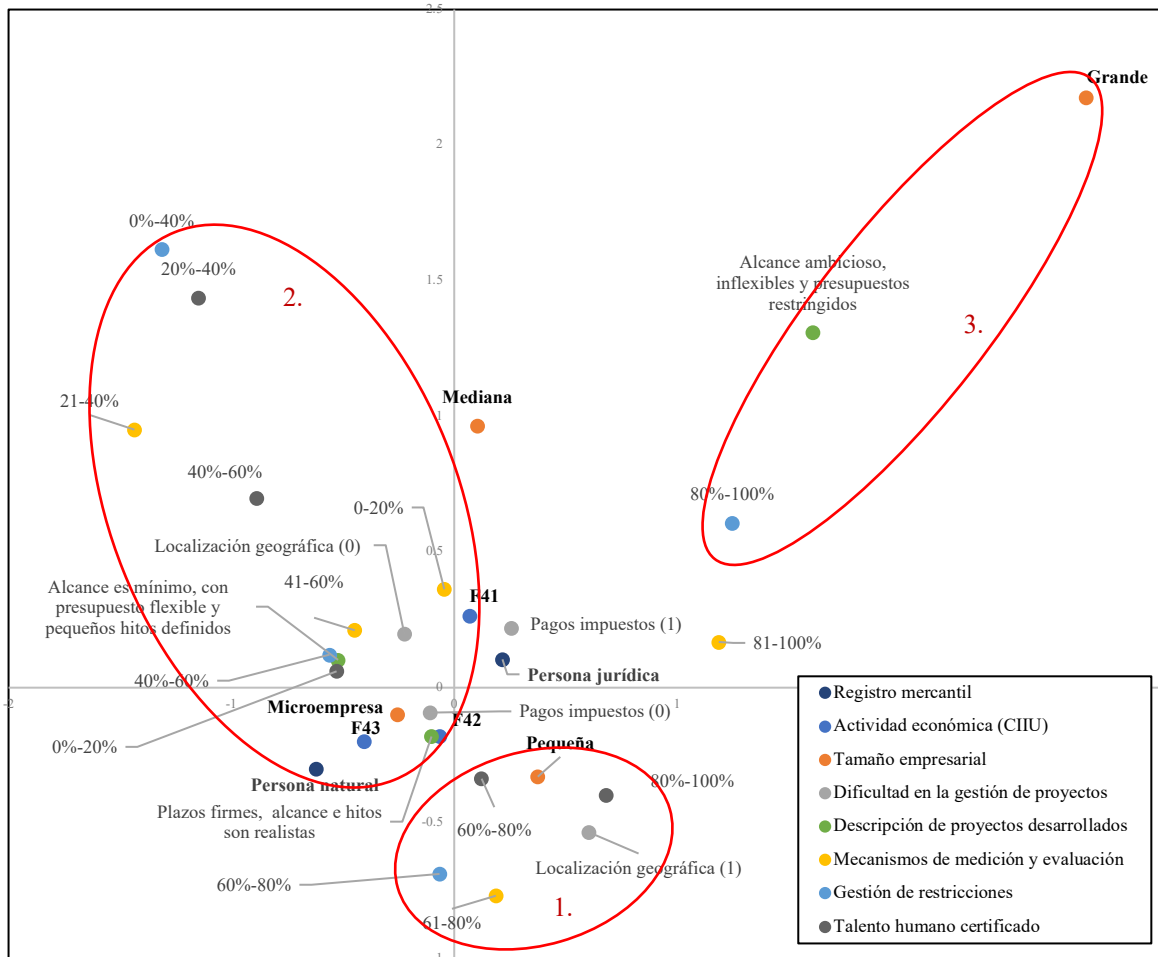 2.5
Grande
2
0%-40%
20%-40%
2.
1.5
Alcance ambicioso,
inflexibles y presupuestos
restringidos
3.
21-40%
Mediana
1
40%-60%
80%-100%
0-20%
Localización geográfica (0)
0.5
41-60%
F41
Alcance es mínimo, con
presupuesto flexible y
pequeños hitos definidos
Pagos impuestos (1)
81-100%
40%-60%
Persona jurídica
-2
-1
0
1
Microempresa
Pagos impuestos (0)
F43
F42
0%-20%
Pequeña
Persona natural
80%-100%
Plazos firmes, alcance e hitos
son realistas
-0.5
60%-80%
Localización geográfica (1)
60%-80%
1.
61-80%
-1
Registro mercantil
Actividad económica (CIIU)
Tamaño empresarial
Dificultad en la gestión de proyectos
Descripción de proyectos desarrollados
Mecanismos de medición y evaluación
Gestión de restricciones
Talento humano certificado